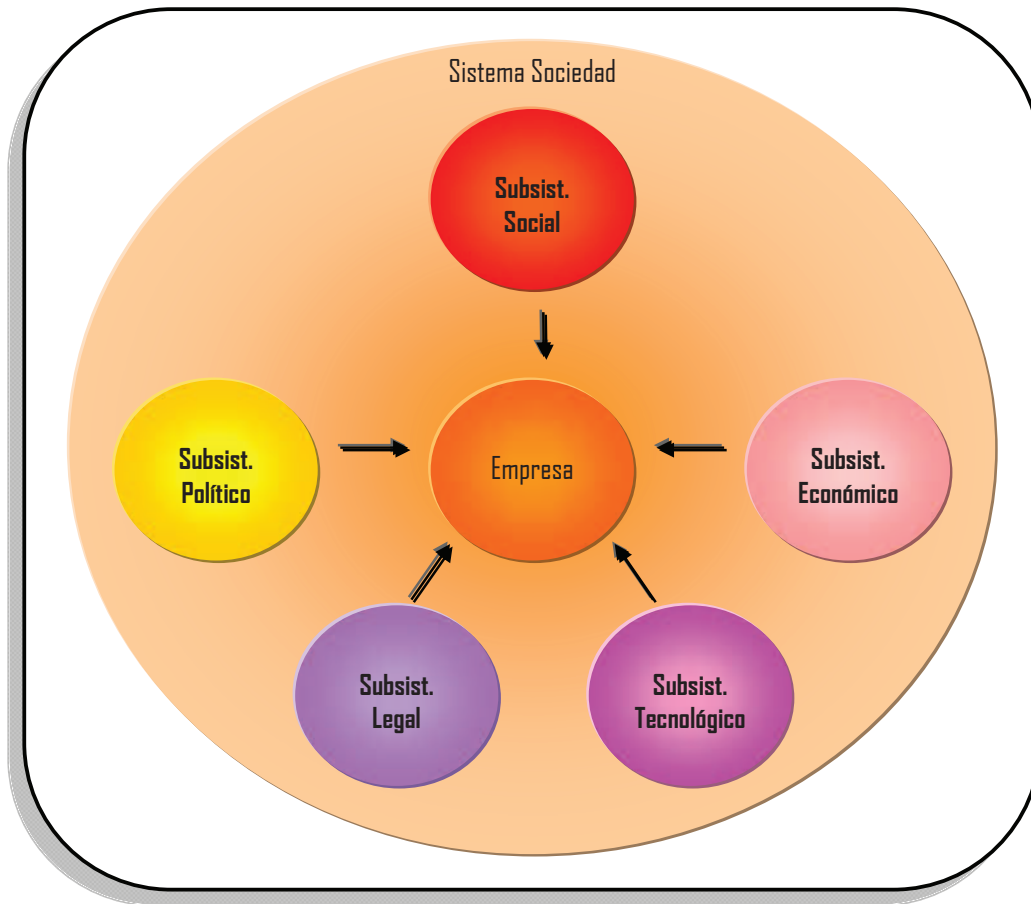 Sistema Sociedad
Subsist.
Social
Subsist.
Político
Empresa
Subsist.
Económico
Subsist.
Legal
Subsist.
Tecnológico